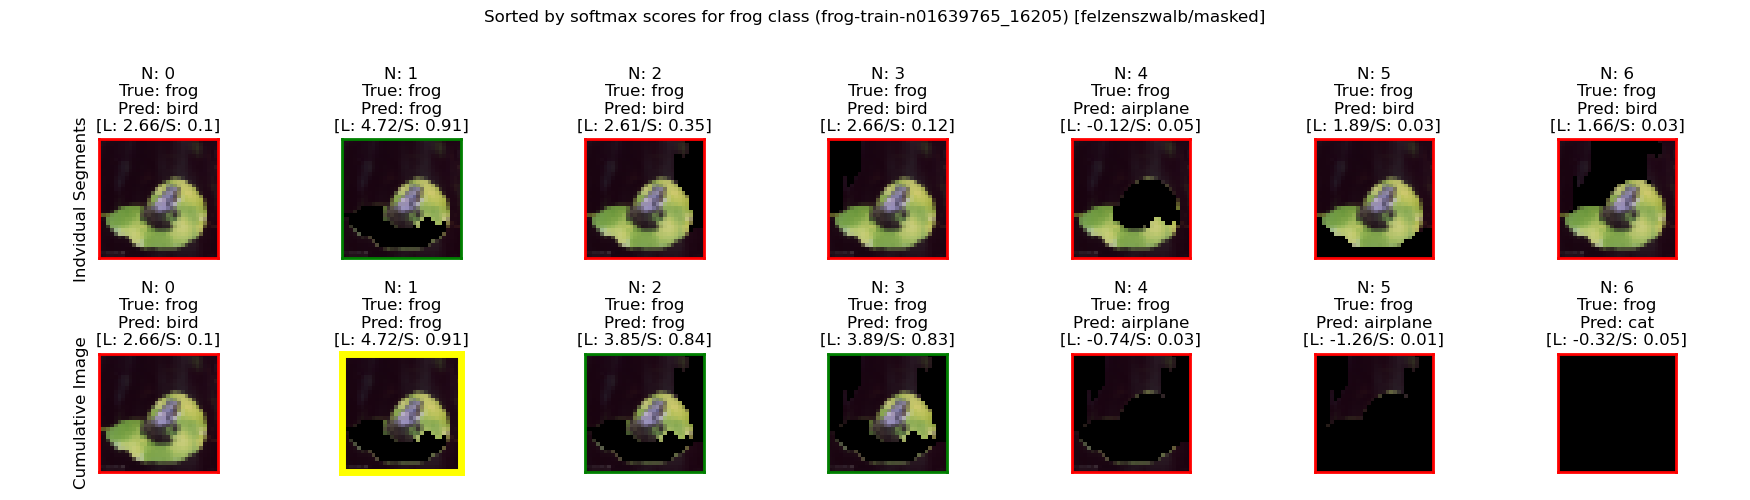 Sorted by softmax scores for frog class (frog-train-n01639765_16205) [felzenszwalb/masked]
Indvidual Segments
N: 0
True: frog
Pred: bird
[L: 2.66/S: 0.1]
N: 1
True: frog
Pred: frog
[L: 4.72/S: 0.91]
N: 2
True: frog
Pred: bird
[L: 2.61/S: 0.35]
N: 3
True: frog
Pred: bird
[L: 2.66/S: 0.12]
N: 4
True: frog
Pred: airplane
[L: -0.12/S: 0.05]
N: 5
True: frog
Pred: bird
[L: 1.89/S: 0.03]
N: 6
True: frog
Pred: bird
[L: 1.66/S: 0.03]
Cumulative Image
N: 0
True: frog
Pred: bird
[L: 2.66/S: 0.1]
N: 1
True: frog
Pred: frog
[L: 4.72/S: 0.91]
N: 2
True: frog
Pred: frog
[L: 3.85/S: 0.84]
N: 3
True: frog
Pred: frog
[L: 3.89/S: 0.83]
N: 4
True: frog
Pred: airplane
[L: -0.74/S: 0.03]
N: 5
True: frog
Pred: airplane
[L: -1.26/S: 0.01]
N: 6
True: frog
Pred: cat
[L: -0.32/S: 0.05]